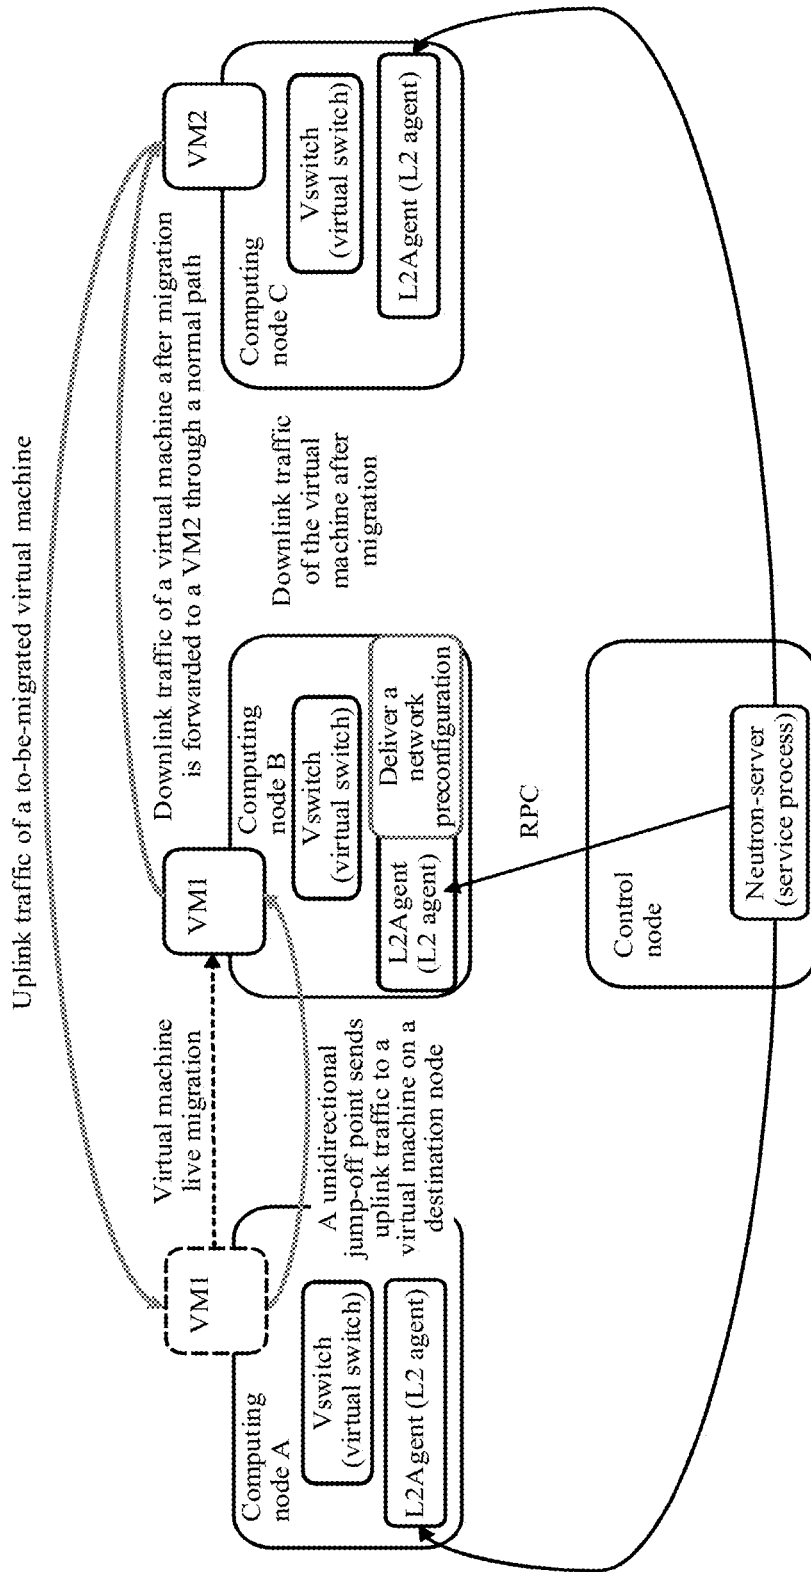 Uplink traffic of a to-be-migrated virtual machine
Virtual machine
live migration
Downlink traffic of a virtual machine after migration
is forwarded to a VM2 through a normal path
VM1
VM1
VM2
Computing
node A
Vswitch
(virtual switch)
L2Agent (L2 agent)
A unidirectional
jump-off point sends
uplink traffic to a
virtual machine on a
destination node
Computing
node B
Vswitch
(virtual switch)
L2Agent
(L2 agent)
Deliver a
network
preconfiguration
Downlink traffic
of the virtual
machine after
migration
Computing
node C
Vswitch
(virtual switch)
L2Agent (L2 agent)
RPC
Control
node
Neutron-server
(service process)